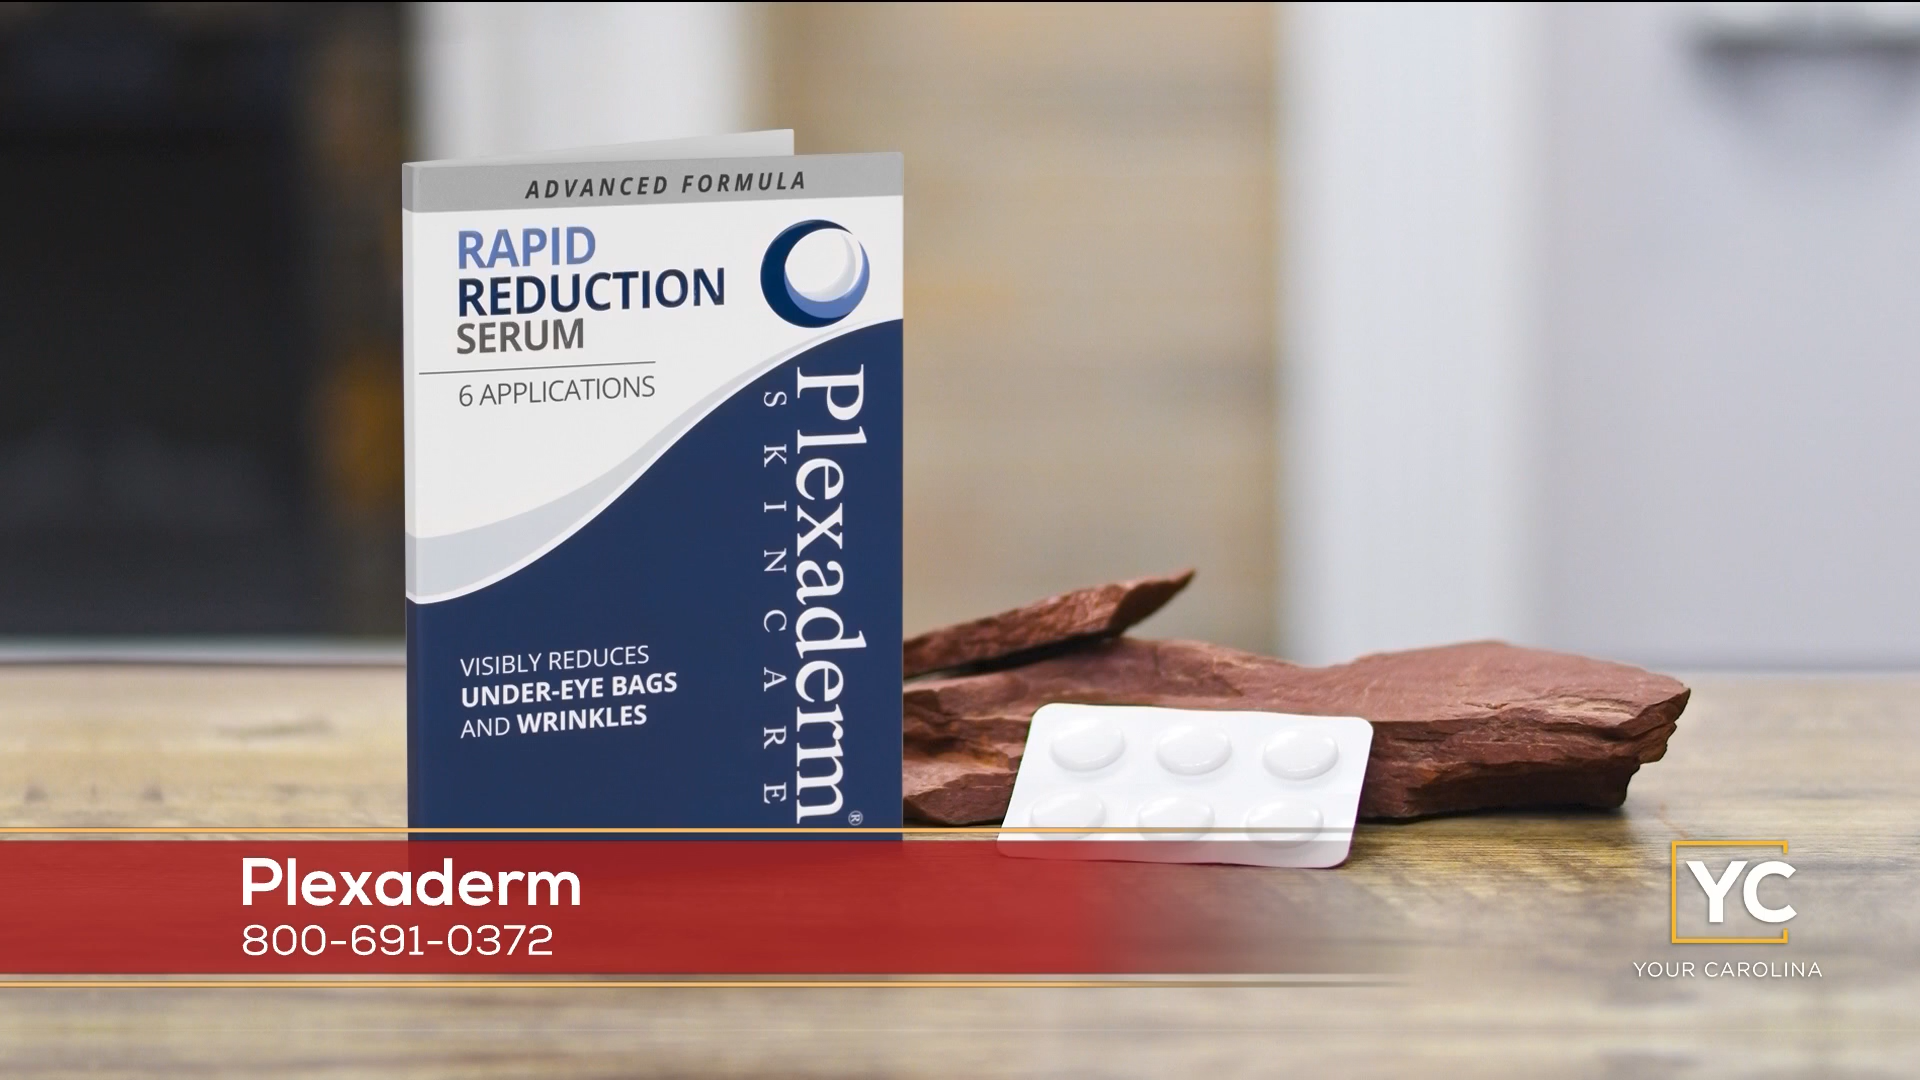 ADVANCED FORMULA
RAPID
REDUCTION
SERUM
6 APPLICATIONS
Plexaderm®
SKINCARE
VISIBLY REDUCES
UNDER-EYE BAGS
AND WRINKLES
Plexaderm
800-691-0372
YC
YOUR CAROLINA